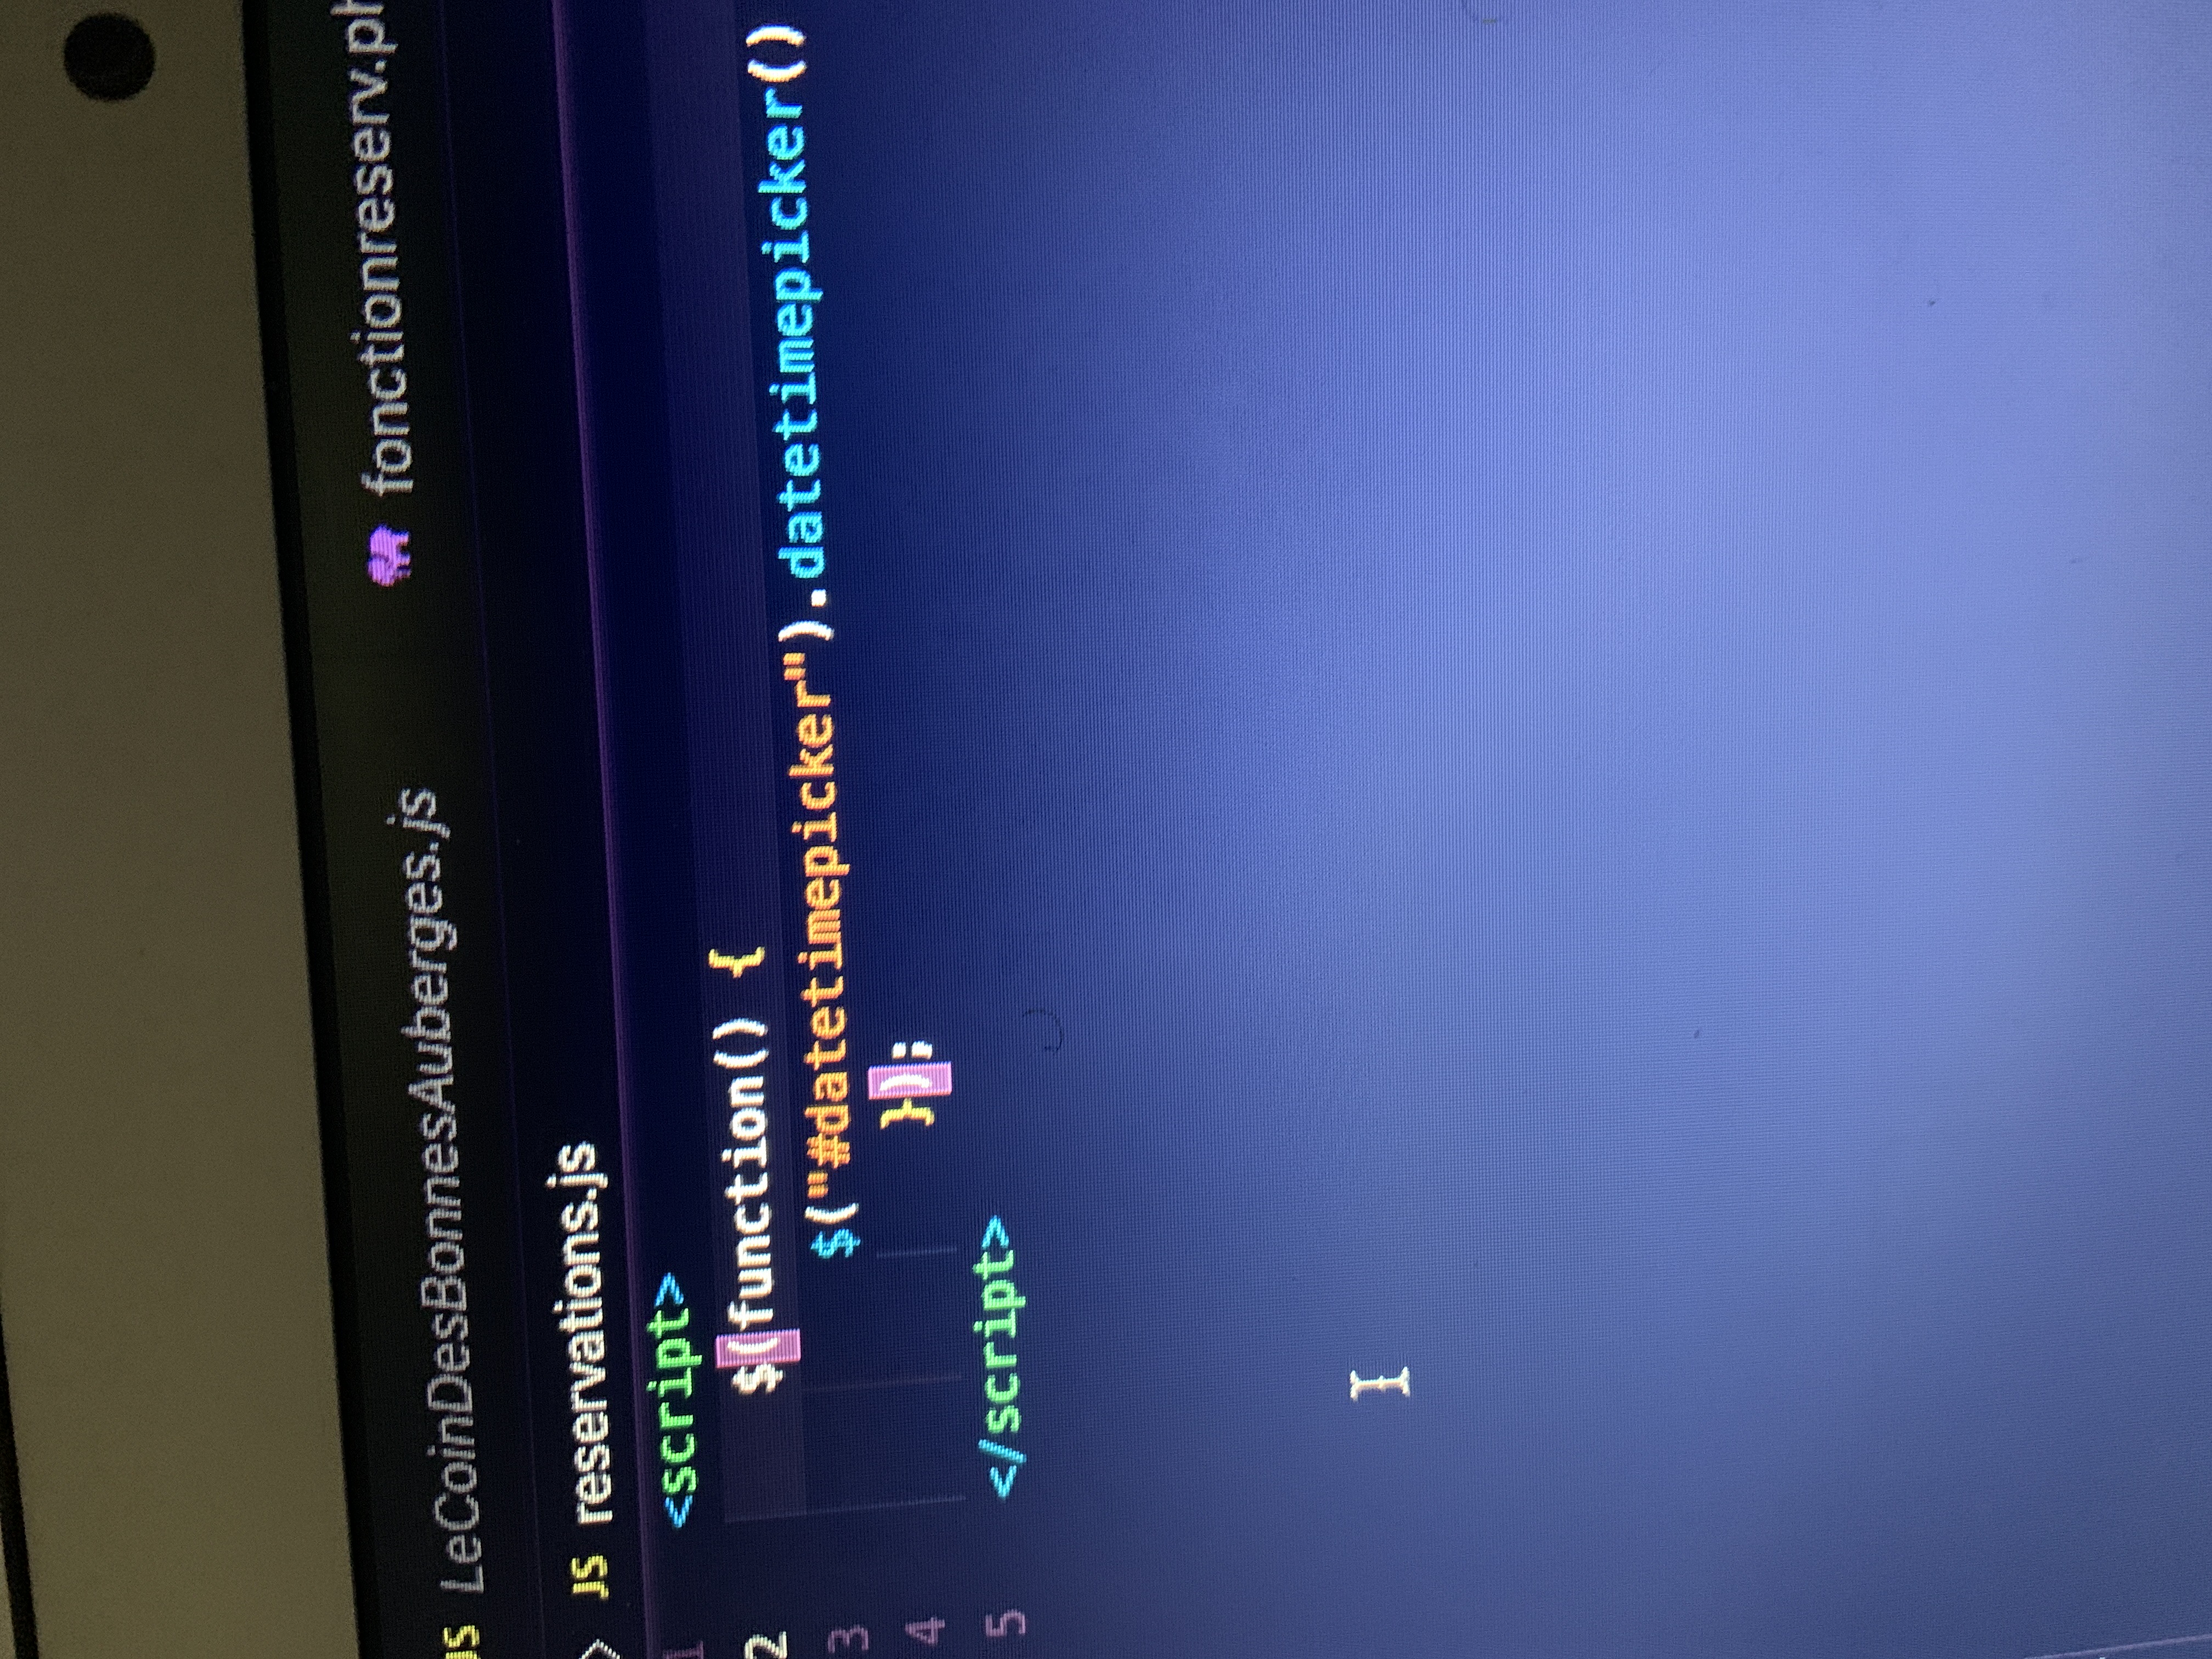 JS LeCoinDesBonnesAuberges.js fonctionreserv.ph
JS reservations.js
1 <script>
2 $(function() {
3 $("#datetimepicker").datetimepicker()
4 });
5 </script>